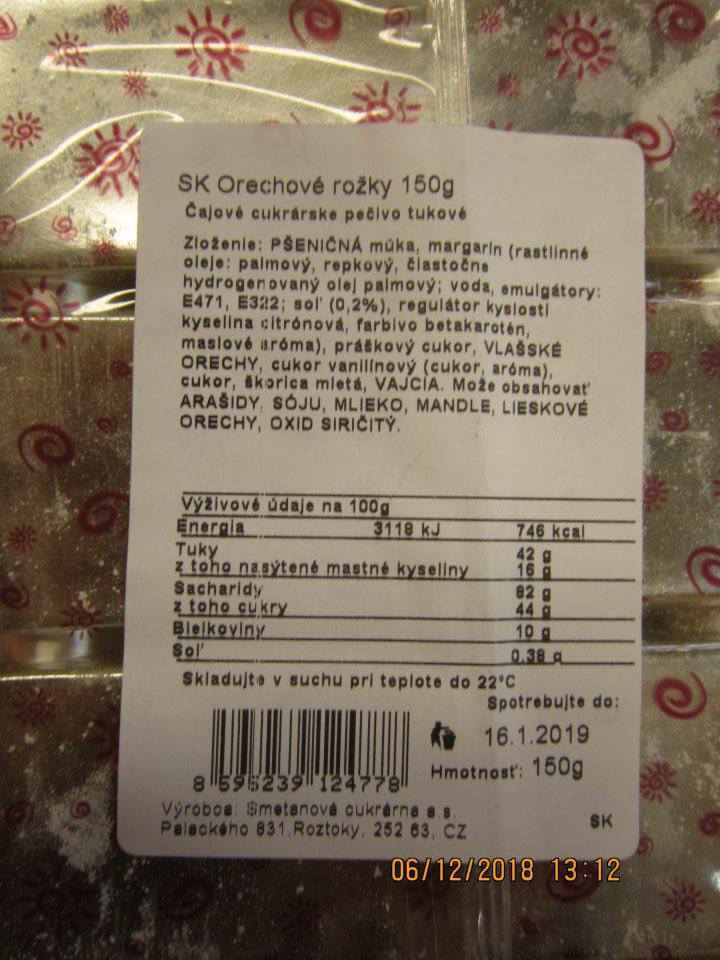 SK Orechové rožky 150g
Čajové cukrárske pečivo tukové
Zloženie: PŠENIČNÁ múka, margarín (rastlinné
oleje: palmový, repkový, čiastočne
hydrogenovaný olej palmový; voda, emulgátory:
E471, E322; soľ (0,2%), regulátor kyslosti
kyselina citrónová, farbivo betakarotén,
maslové aróma), práškový cukor, VLAŠSKÉ
ORECHY, cukor vanilínový (cukor, aróma),
cukor, škorica mletá, VAJCIA. Može obsahovať
ARAŠIDY, SÓJU, MLIEKO, MANDLE, LIESKOVÉ
ORECHY, OXID SIRIČITÝ.
Výživové údaje na 100g
Energia 3118 kJ 746 kcal
Tuky 42 g
z toho nasýtené mastné kyseliny 16 g
Sacharidy 82 g
z toho cukry 44 g
Bielkoviny 10 g
Soľ 0.38 g
Skladujte v suchu pri teplote do 22°C
Spotrebujte do:
16.1.2019
Hmotnosť: 150g
8 595239 124778
Výroboa: Smetanová cukrárna a.s.
Palackého 831,Roztoky, 252 63, CZ
SK
06/12/2018 13:12